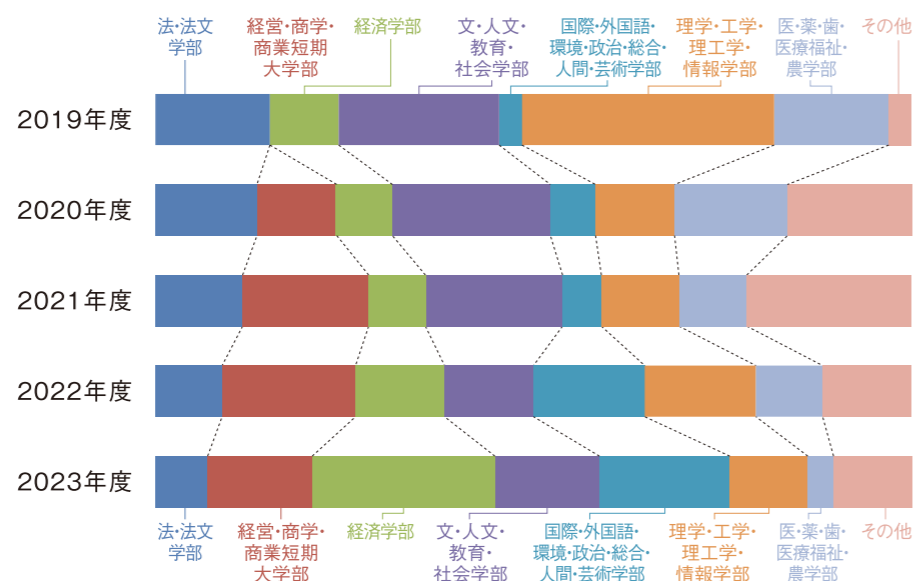 法・法文
学部
経営・商学・
商業短期
大学部
経済学部
文・人文・
教育・
社会学部
国際・外国語・
環境・政治・総合・
人間・芸術学部
理学・工学・
理工学・
情報学部
医・薬・歯・
医療福祉・
農学部
その他
2019年度
2020年度
2021年度
2022年度
2023年度
法・法文
学部
経営・商学・
商業短期
大学部
経済学部
文・人文・
教育・
社会学部
国際・外国語・
環境・政治・総合・
人間・芸術学部
理学・工学・
理工学・
情報学部
医・薬・歯・
医療福祉・
農学部
その他